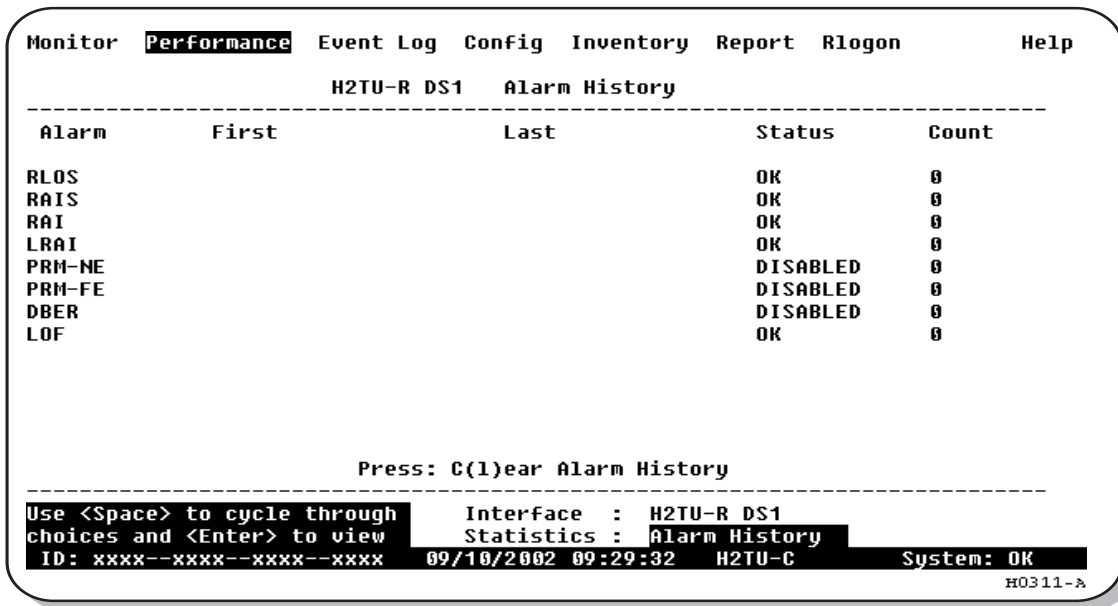 Monitor Performance Event Log Config Inventory Report Rlogon Help
H2TU-R DS1 Alarm History
Alarm First Last Status Count
RLOS OK 0
RAIS OK 0
RAI OK 0
LRAI OK 0
PRM-NE DISABLED 0
PRM-FE DISABLED 0
DBER DISABLED 0
LOF OK 0
Press: C(l)ear Alarm History
Use <Space> to cycle through Interface : H2TU-R DS1
choices and <Enter> to view Statistics : Alarm History
ID: xxxx--xxxx--xxxx--xxxx 09/10/2002 09:29:32 H2TU-C System: OK
H0311-A